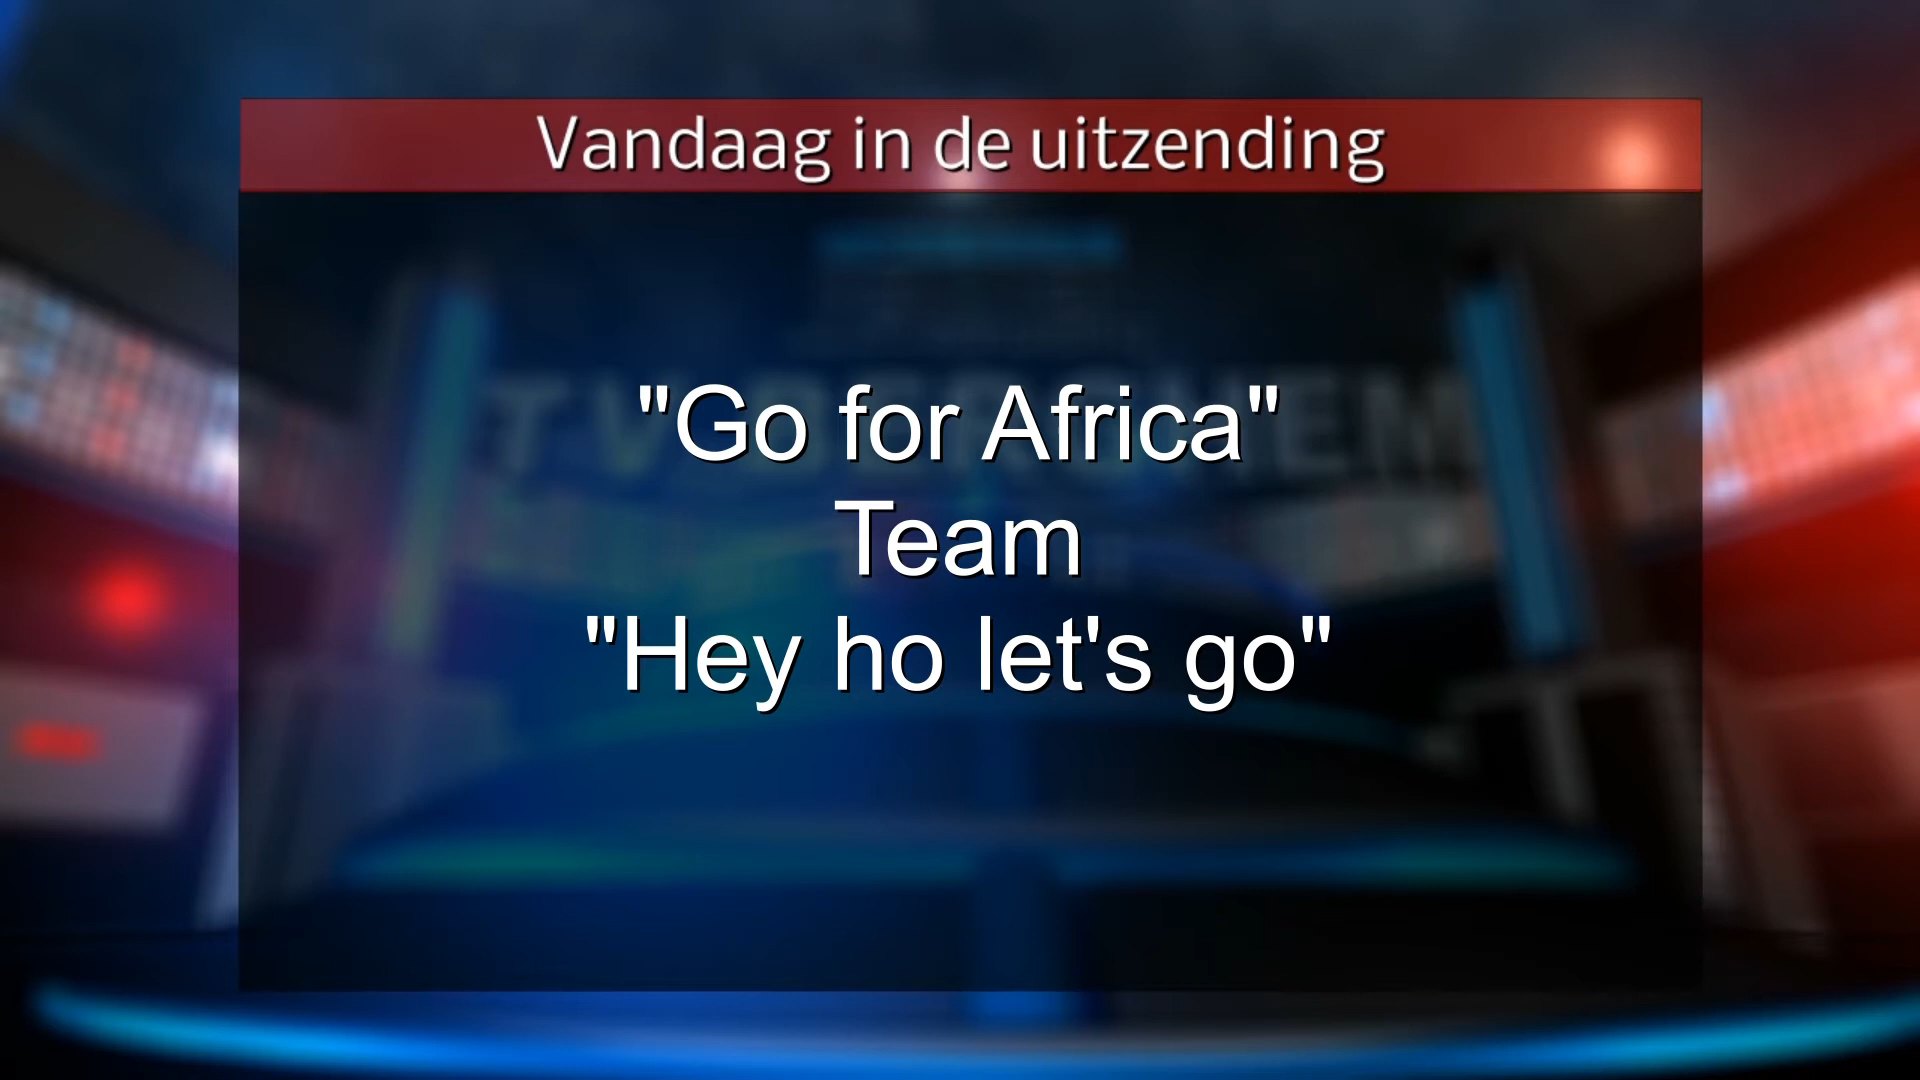 Vandaag in de uitzending
"Go for Africa"
Team
"Hey ho let's go"